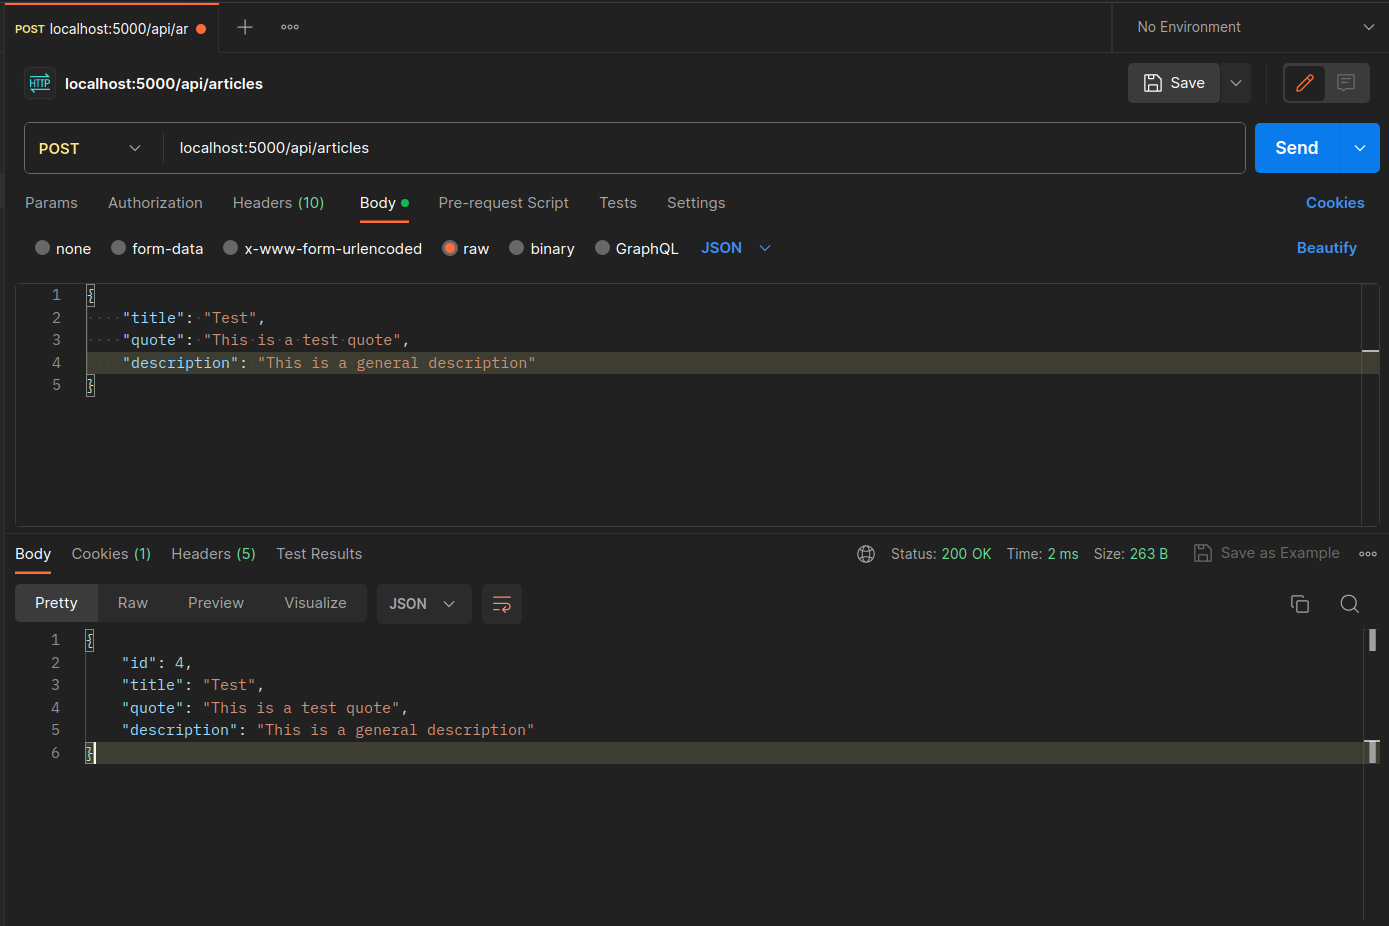 POST localhost:5000/api/ar
No Environment
HTTP localhost:5000/api/articles
Save
POST localhost:5000/api/articles
Send
Params Authorization Headers (10) Body Pre-request Script Tests Settings Cookies
none form-data x-www-form-urlencoded raw binary GraphQL JSON Beautify
1 {
2 "title": "Test",
3 "quote": "This is a test quote",
4 "description": "This is a general description"
5 }
Body Cookies (1) Headers (5) Test Results Status: 200 OK Time: 2 ms Size: 263 B Save as Example
Pretty Raw Preview Visualize JSON
1 {
2 "id": 4,
3 "title": "Test",
4 "quote": "This is a test quote",
5 "description": "This is a general description"
6 }